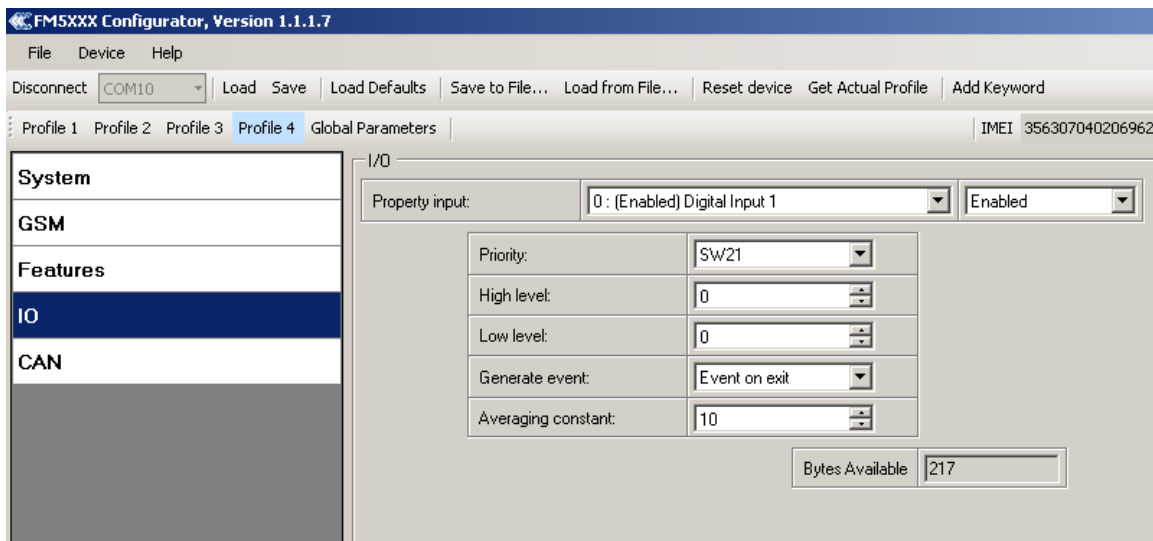 FM5XXX Configurator, Version 1.1.1.7
File Device Help
Disconnect COM10 Load Save Load Defaults Save to File... Load from File... Reset device Get Actual Profile Add Keyword
Profile 1 Profile 2 Profile 3 Profile 4 Global Parameters IMEI 356307040206962
System
GSM
Features
IO
CAN
I/O
Property input: 0 : (Enabled) Digital Input 1 Enabled
Priority: SW21
High level: 0
Low level: 0
Generate event: Event on exit
Averaging constant: 10
Bytes Available 217